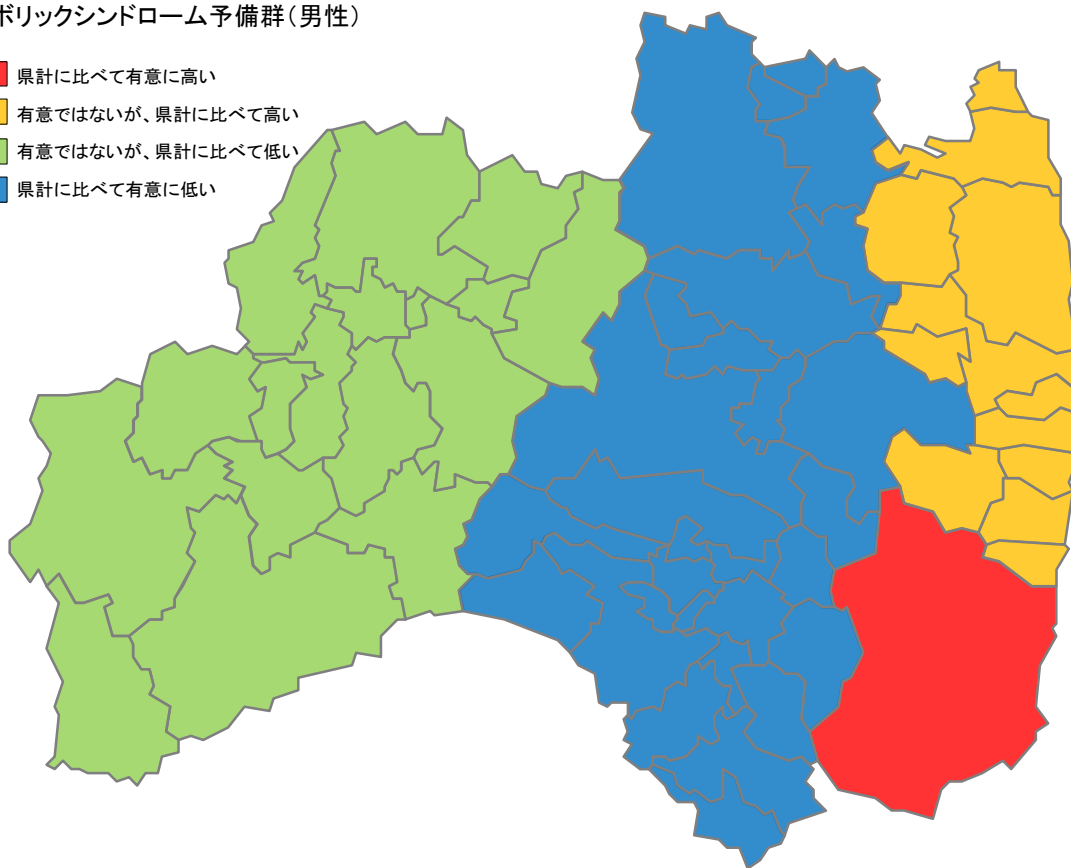 ボリックシンドローム予備群（男性）
県計に比べて有意に高い
有意ではないが、県計に比べて高い
有意ではないが、県計に比べて低い
県計に比べて有意に低い